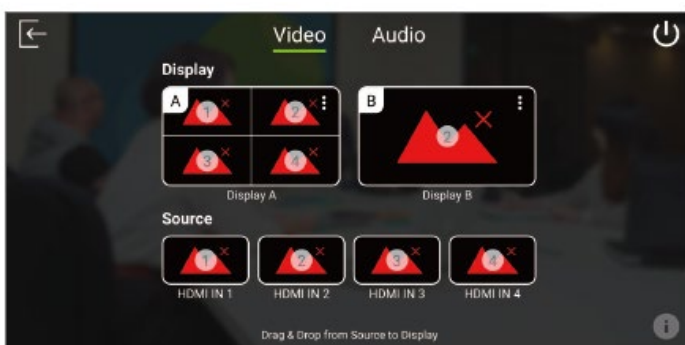 Video Audio
Display
A 1 2 3 4
B 2
Display A Display B
Source
1 2 3 4
HDMI IN 1 HDMI IN 2 HDMI IN 3 HDMI IN 4
Drag & Drop from Source to Display
i